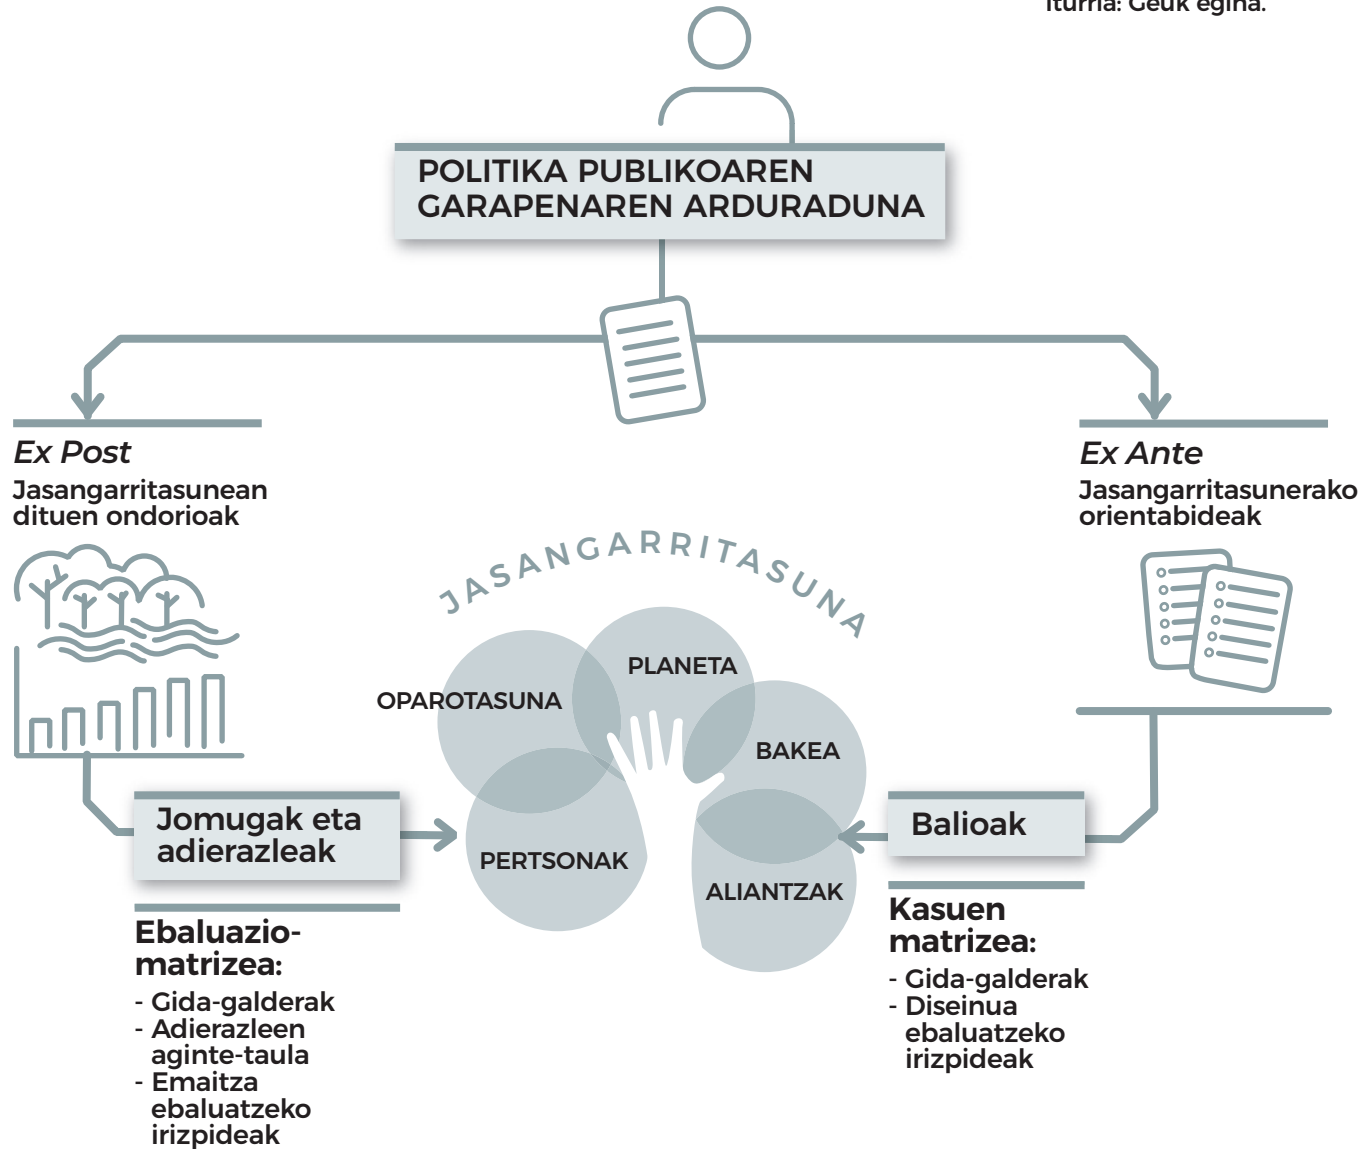 Iturria: Geuk egina.
POLITIKA PUBLIKOAREN
GARAPENAREN ARDURADUNA
Ex Post
Jasangarritasunean
dituen ondorioak
Ex Ante
Jasangarritasunerako
orientabideak
JASANGARRITASUNA
PLANETA
OPAROTASUNA
BAKEA
PERTSONAK
ALIANTZAK
Jomugak eta
adierazleak
Ebaluazio-
matrizea:
- Gida-galderak
- Adierazleen
aginte-taula
- Emaitza
ebaluatzeko
irizpideak
Balioak
Kasuen
matrizea:
- Gida-galderak
- Diseinua
ebaluatzeko
irizpideak